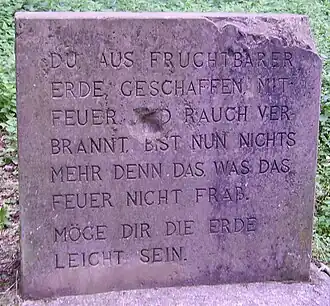 DU AUS FRUCHTBARER
ERDE, GESCHAFFEN, MIT
FEUER UND RAUCH VER-
BRANNT, BIST NUN NICHTS
MEHR DENN DAS WAS DAS
FEUER NICHT FRAß.
MÖGE DIR DIE ERDE
LEICHT SEIN.